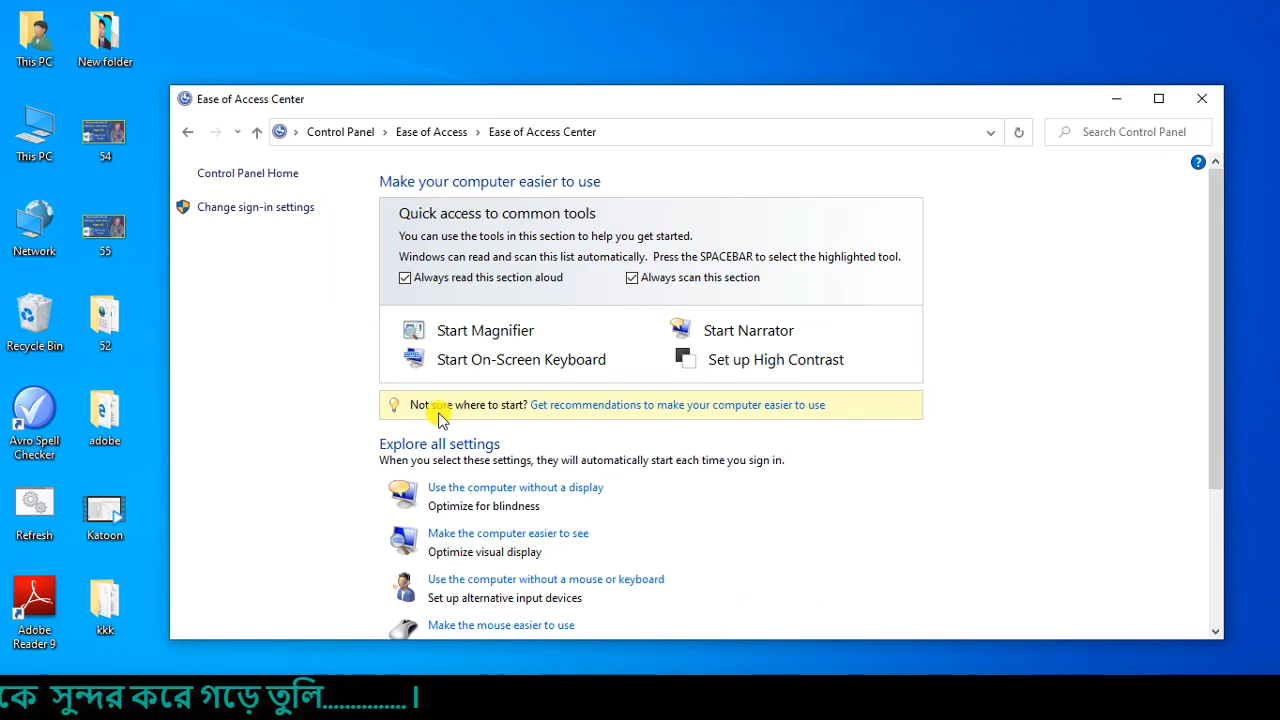 This PC
New folder
This PC
54
Network
55
Recycle Bin
52
Avro Spell Checker
adobe
Refresh
Katoon
Adobe Reader 9
kkk
Ease of Access Center
Control Panel > Ease of Access > Ease of Access Center
Search Control Panel
Control Panel Home
Change sign-in settings
Make your computer easier to use
Quick access to common tools
You can use the tools in this section to help you get started.
Windows can read and scan this list automatically. Press the SPACEBAR to select the highlighted tool.
Always read this section aloud
Always scan this section
Start Magnifier
Start Narrator
Start On-Screen Keyboard
Set up High Contrast
Not sure where to start? Get recommendations to make your computer easier to use
Explore all settings
When you select these settings, they will automatically start each time you sign in.
Use the computer without a display
Optimize for blindness
Make the computer easier to see
Optimize visual display
Use the computer without a mouse or keyboard
Set up alternative input devices
Make the mouse easier to use
কে সুন্দর করে গড়ে তুলি...............।